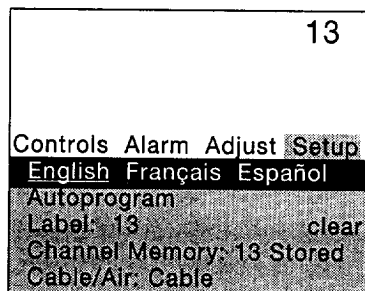 13
Controls Alarm Adjust Setup
English Français Español
Autoprogram
Label: 13 clear
Channel Memory: 13 Stored
Cable/Air: Cable